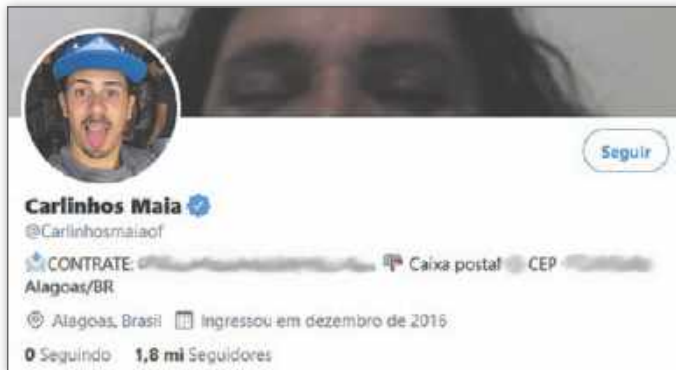 Seguir
Carlinhos Maia
@Carlinhosmaiaof
CONTRATE: Caixa postal CEP
Alagoas/BR
Alagoas, Brasil Ingressou em dezembro de 2016
0 Seguindo 1,8 mi Seguidores